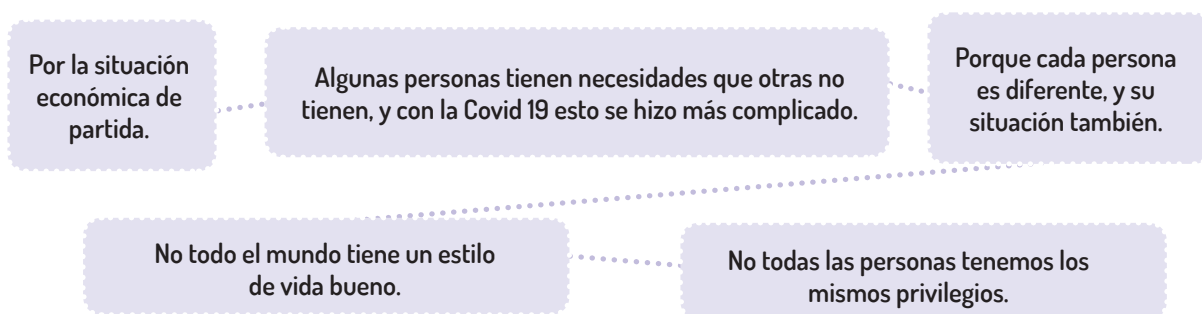 Por la situación
económica de
partida.
Algunas personas tienen necesidades que otras no
tienen, y con la Covid 19 esto se hizo más complicado.
Porque cada persona
es diferente, y su
situación también.
No todo el mundo tiene un estilo
de vida bueno.
No todas las personas tenemos los
mismos privilegios.